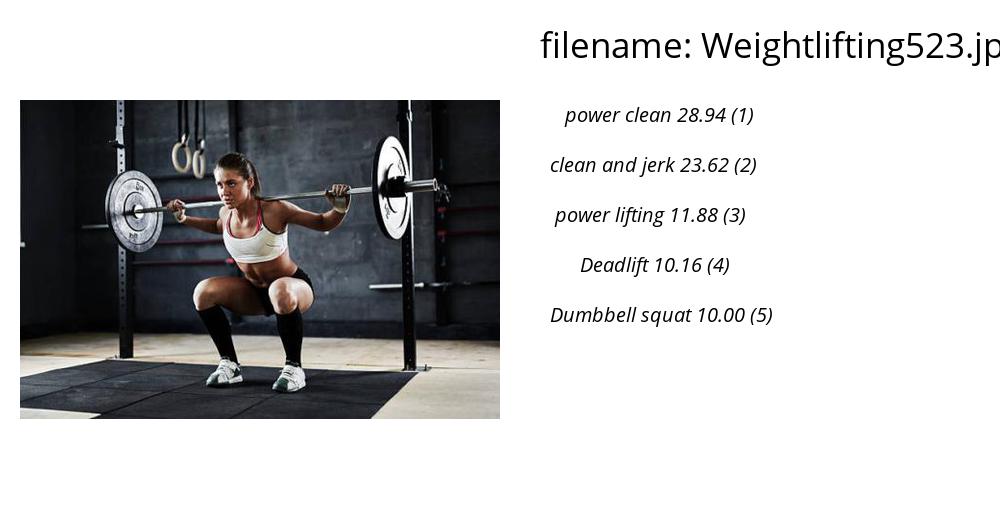 filename: Weightlifting523.jp
power clean 28.94 (1)
clean and jerk 23.62 (2)
power lifting 11.88 (3)
Deadlift 10.16 (4)
Dumbbell squat 10.00 (5)